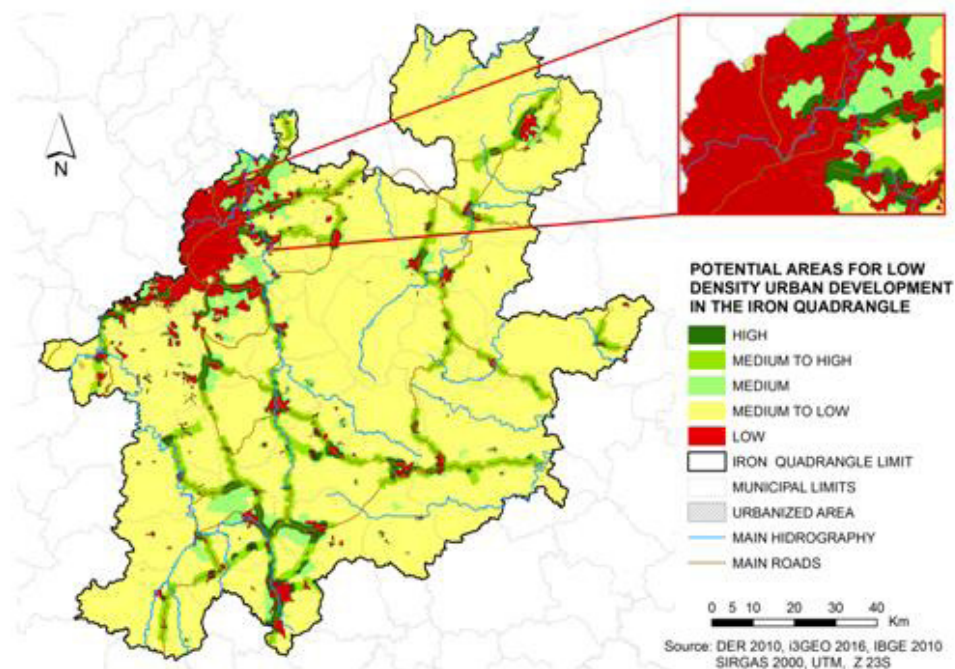 N
POTENTIAL AREAS FOR LOW
DENSITY URBAN DEVELOPMENT
IN THE IRON QUADRANGLE
HIGH
MEDIUM TO HIGH
MEDIUM
MEDIUM TO LOW
LOW
IRON QUADRANGLE LIMIT
MUNICIPAL LIMITS
URBANIZED AREA
MAIN HIDROGRAPHY
MAIN ROADS
0 5 10 20 30 40
Km
Source: DER 2010, i3GEO 2016, IBGE 2010
SIRGAS 2000, UTM, Z 23S